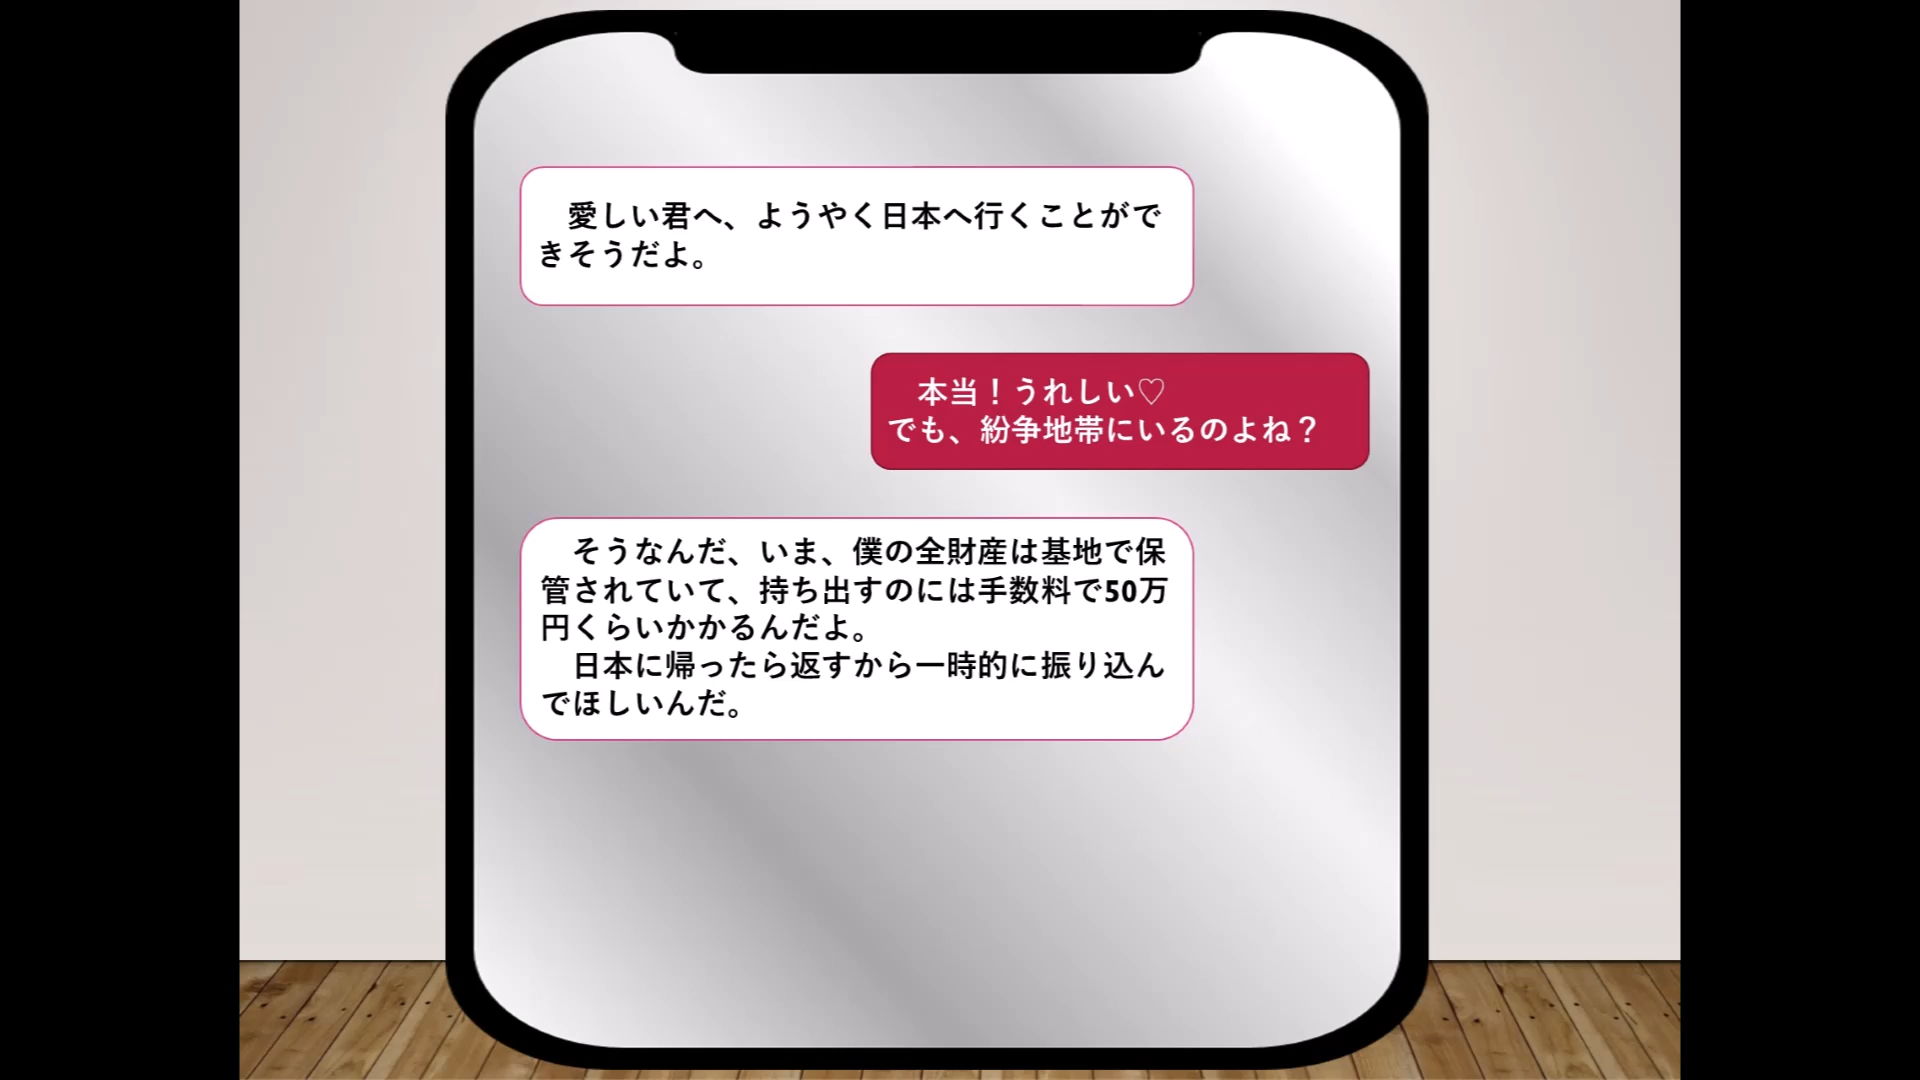 愛しい君へ、ようやく日本へ行くことがで
きそうだよ。
本当！うれしい♡
でも、紛争地帯にいるのよね？
そうなんだ、いま、僕の全財産は基地で保
管されていて、持ち出すのには手数料で50万
円くらいかかるんだよ。
日本に帰ったら返すから一時的に振り込ん
でほしいんだ。